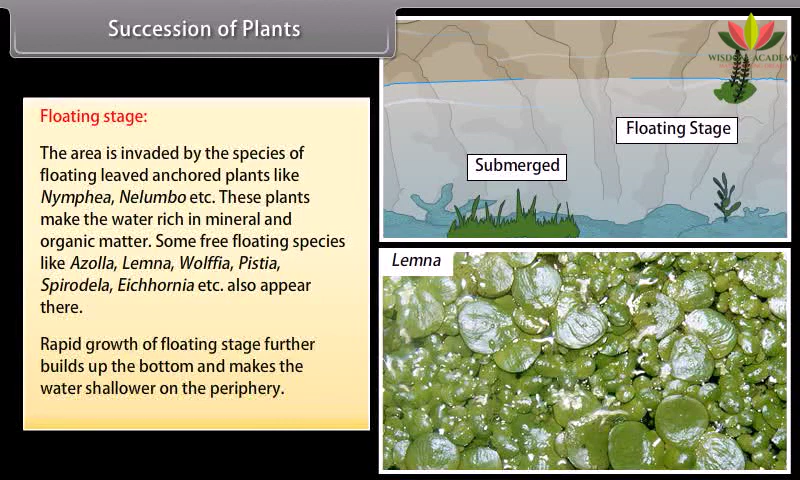 Succession of Plants
Floating stage:
The area is invaded by the species of
floating leaved anchored plants like
Nymphea, Nelumbo etc. These plants
make the water rich in mineral and
organic matter. Some free floating species
like Azolla, Lemna, Wolffia, Pistia,
Spirodela, Eichhornia etc. also appear
there.
Rapid growth of floating stage further
builds up the bottom and makes the
water shallower on the periphery.
WISDOM ACADEMY
Floating Stage
Submerged
Lemna